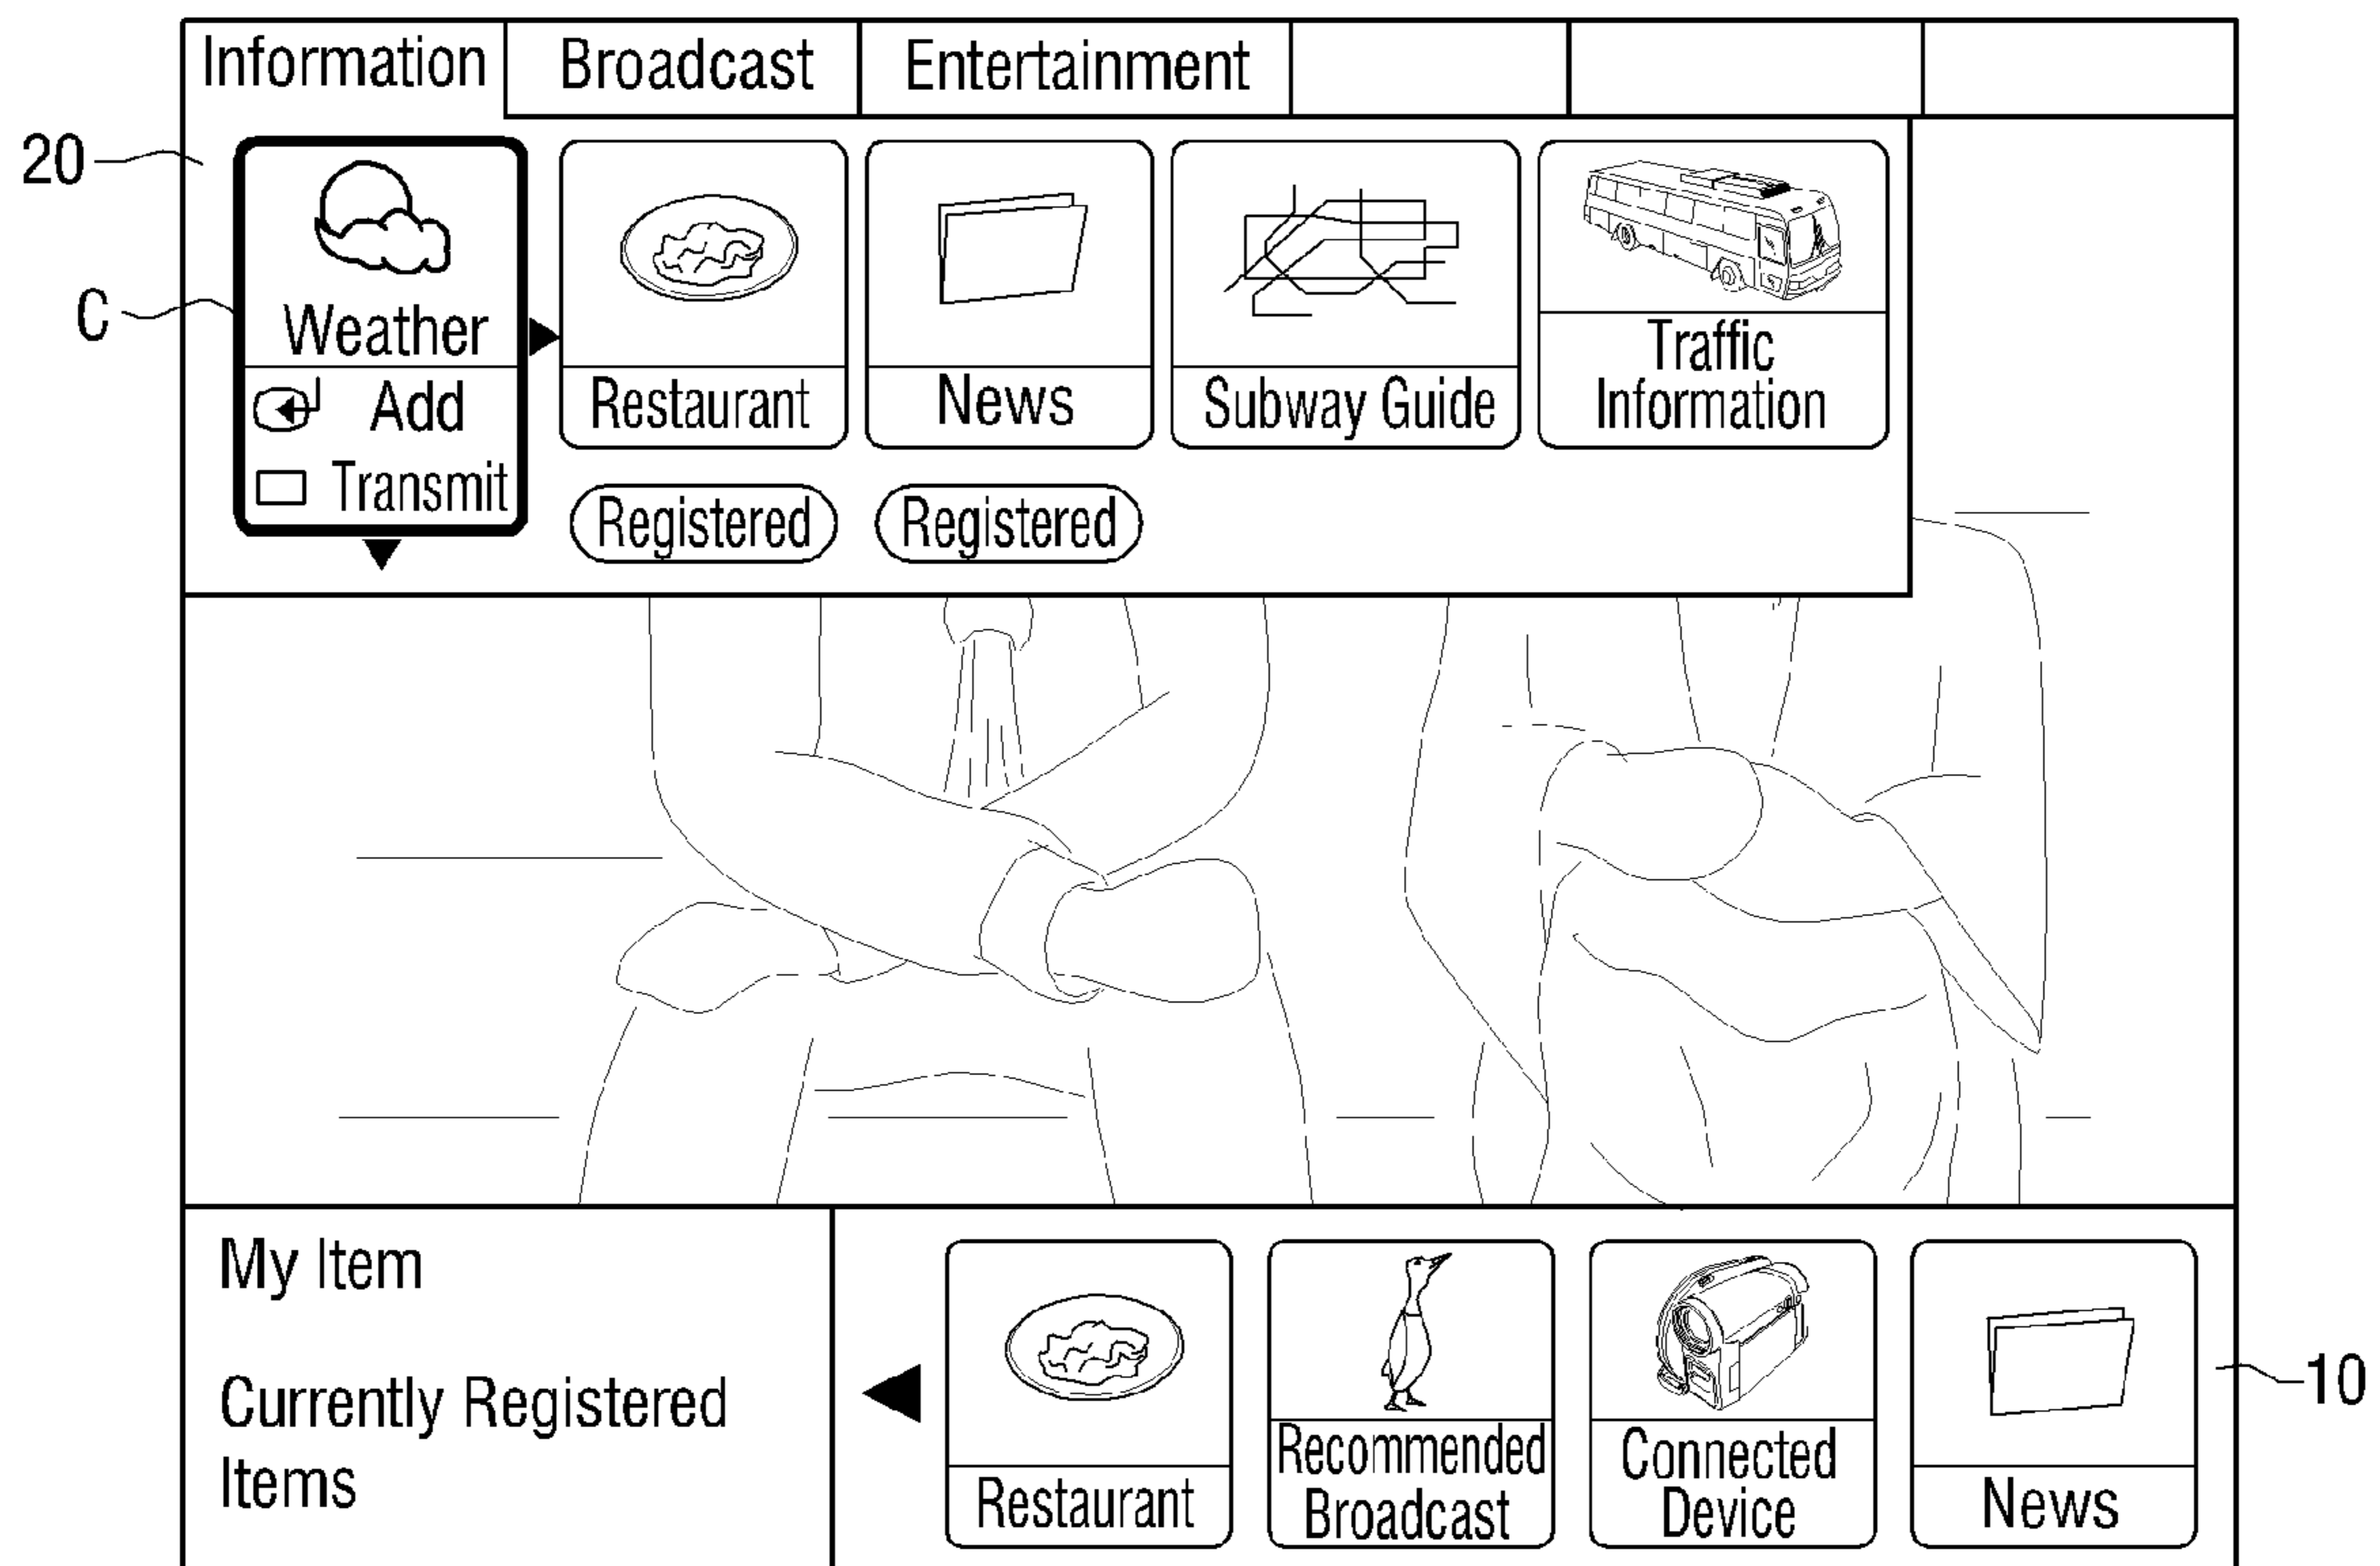 Information Broadcast Entertainment
20
C
Weather
Add
Transmit
Restaurant
News
Subway Guide
Traffic
Information
Registered
Registered
My Item
Currently Registered
Items
Restaurant
Recommended
Broadcast
Connected
Device
News
10